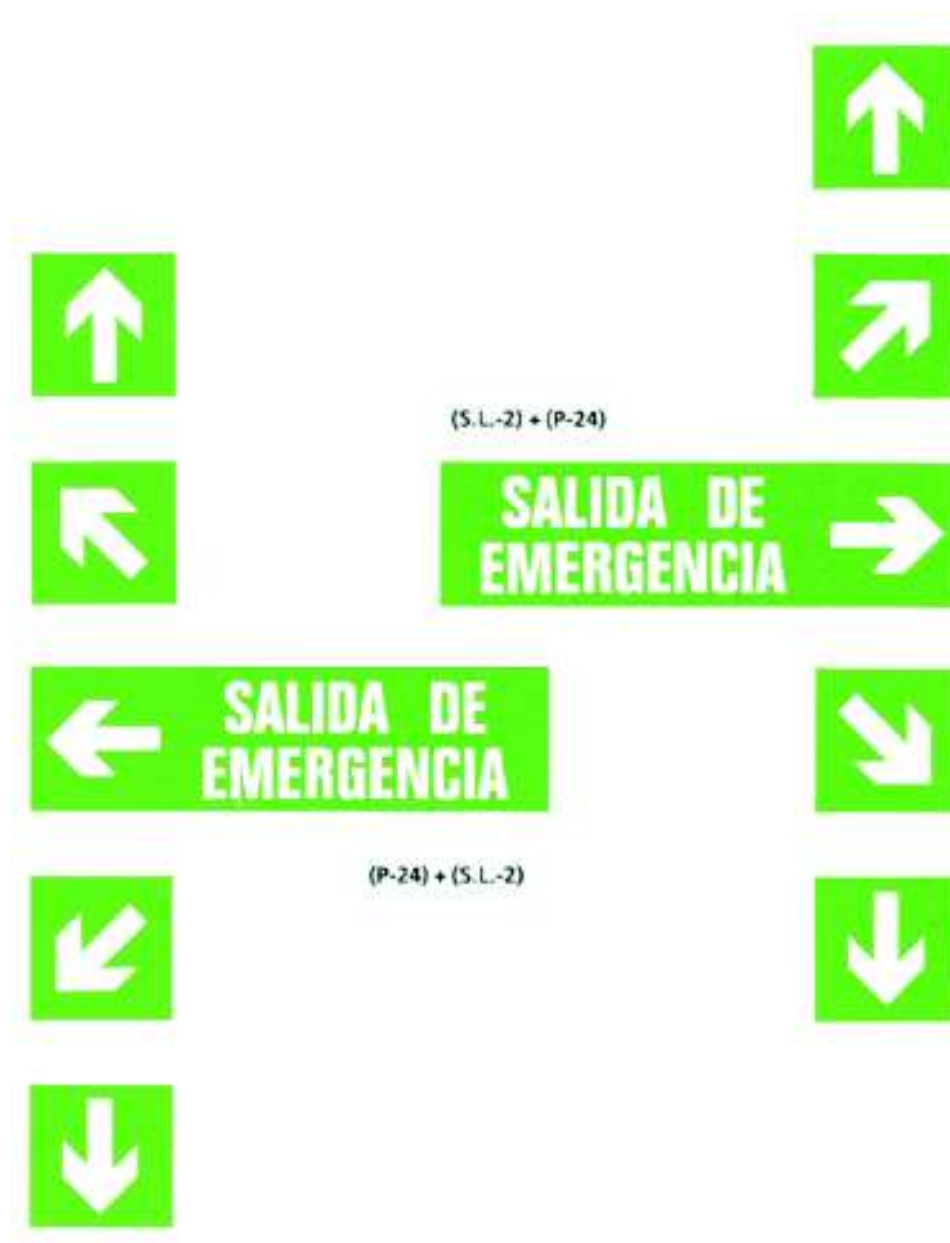 (S.L.-2) + (P-24)
SALIDA DE
EMERGENCIA
SALIDA DE
EMERGENCIA
(P-24) + (S.L.-2)